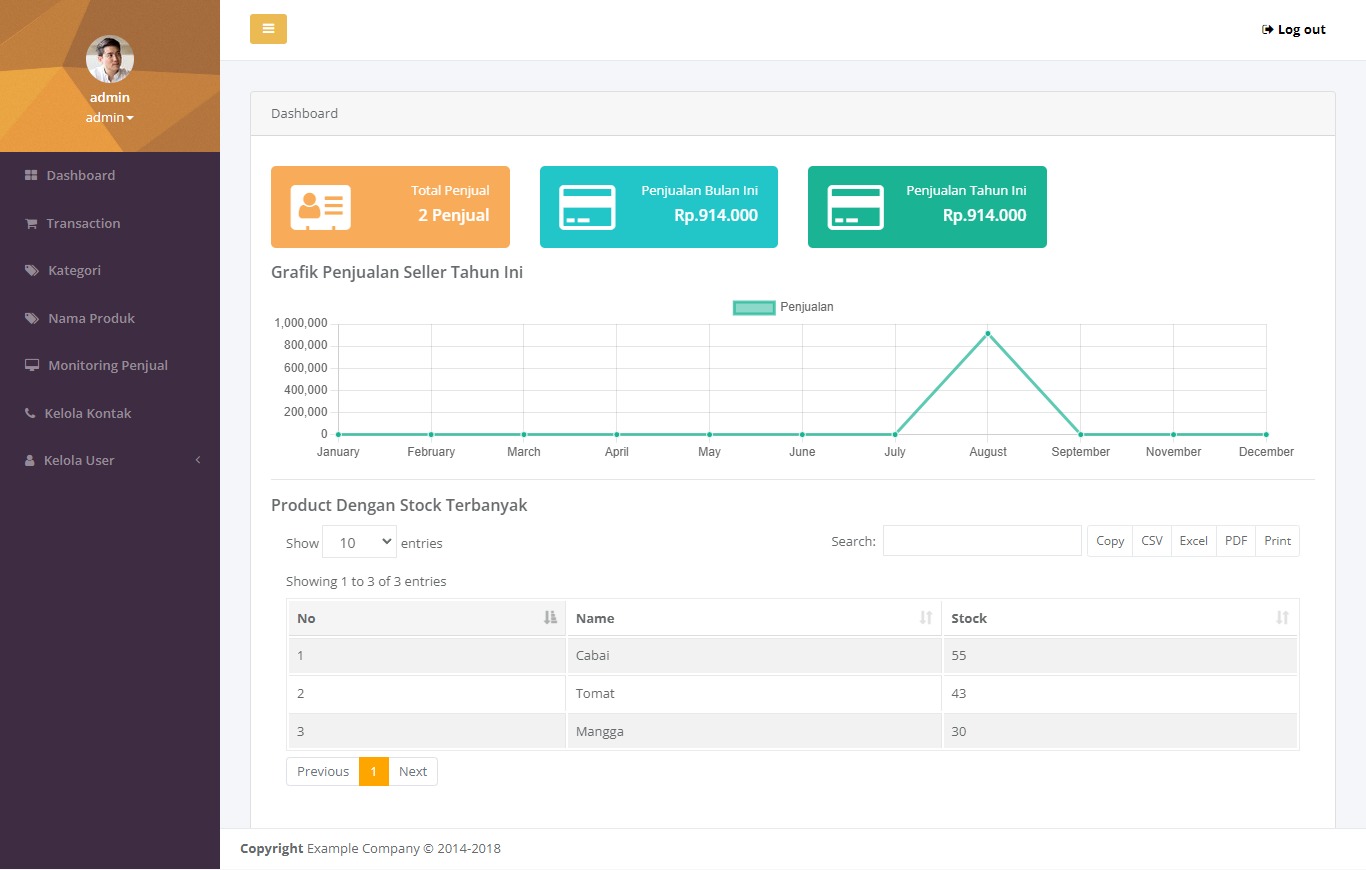 admin
admin
Dashboard
Transaction
Kategori
Nama Produk
Monitoring Penjual
Kelola Kontak
Kelola User
Log out
Dashboard
Total Penjual
2 Penjual
Penjualan Bulan Ini
Rp.914.000
Penjualan Tahun Ini
Rp.914.000
Grafik Penjualan Seller Tahun Ini
Penjualan
1,000,000
800,000
600,000
400,000
200,000
0
January February March April May June July August September November December
Product Dengan Stock Terbanyak
Show 10 entries Search: Copy CSV Excel PDF Print
Showing 1 to 3 of 3 entries
No Name Stock
1 Cabai 55
2 Tomat 43
3 Mangga 30
Previous 1 Next
Copyright Example Company © 2014-2018